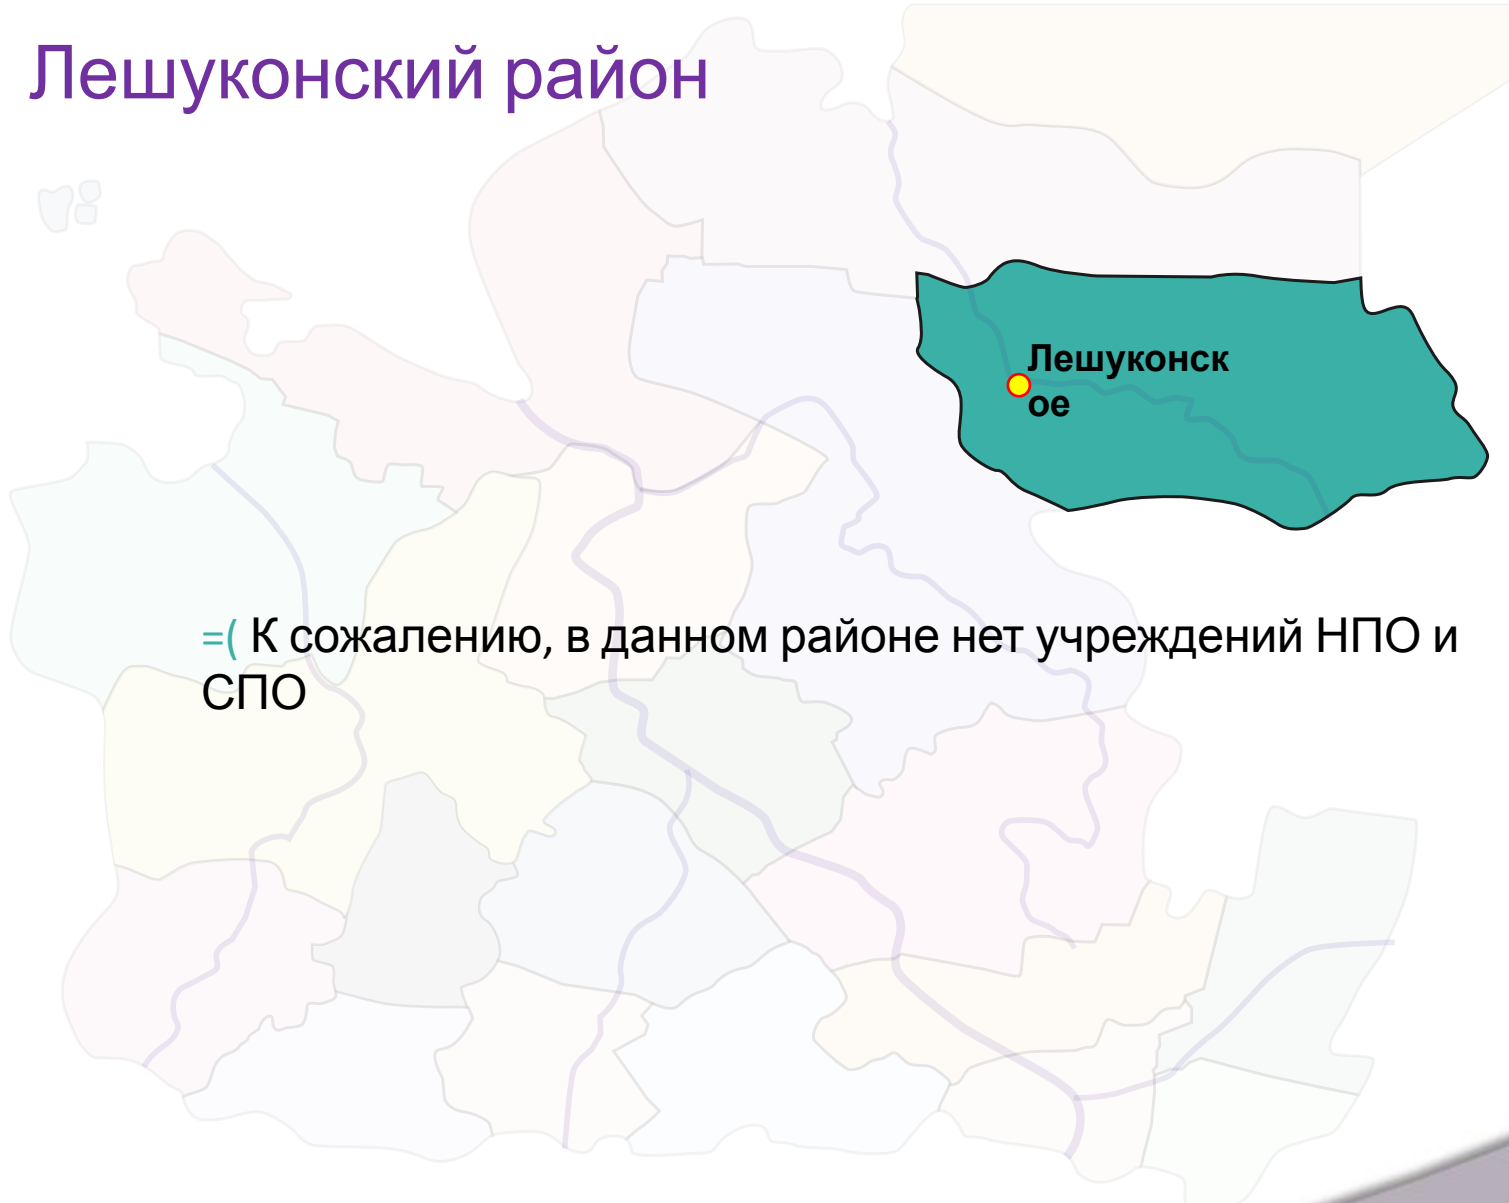 Лешуконский район
Лешуконск
ое
=( К сожалению, в данном районе нет учреждений НПО и
СПО